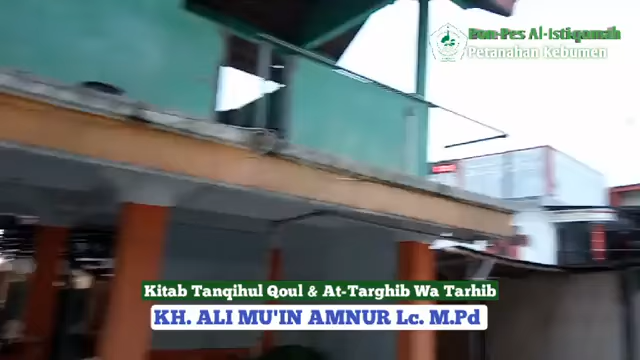 Pon-Pes Al-Istiqomah
Petanahan Kebumen
Kitab Tanqihul Qoul & At-Targhib Wa Tarhib
KH. ALI MU'IN AMNUR Lc. M.Pd